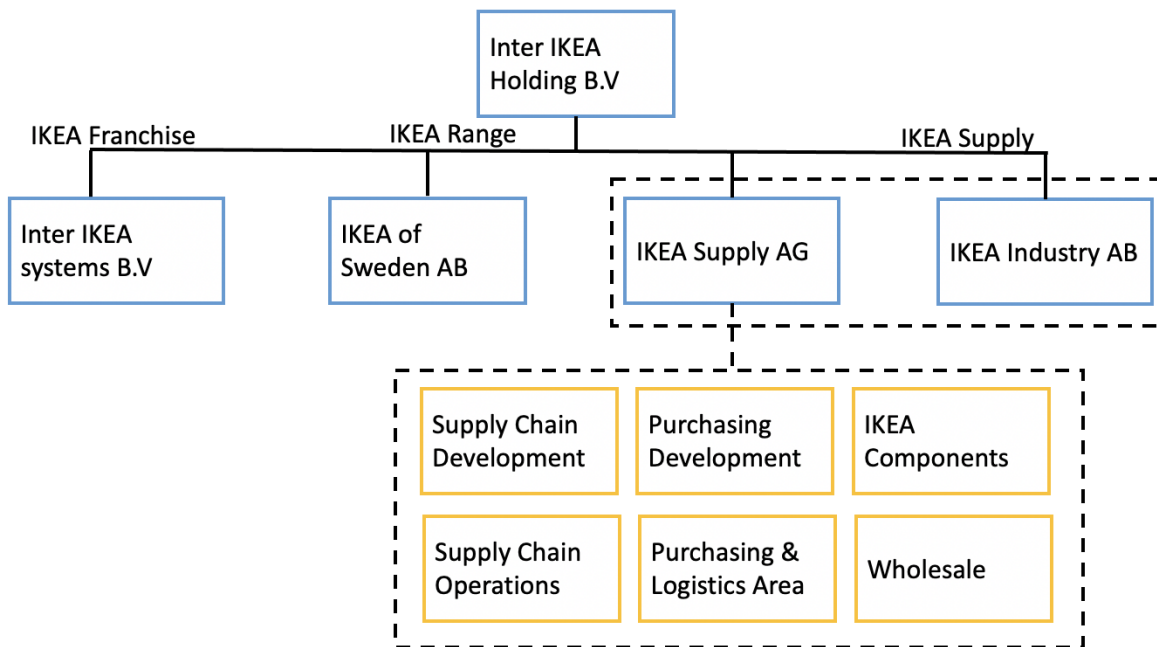 Inter IKEA
Holding B.V
IKEA Franchise
IKEA Range
IKEA Supply
Inter IKEA
systems B.V
IKEA of
Sweden AB
IKEA Supply AG
IKEA Industry AB
Supply Chain
Development
Purchasing
Development
IKEA
Components
Supply Chain
Operations
Purchasing &
Logistics Area
Wholesale